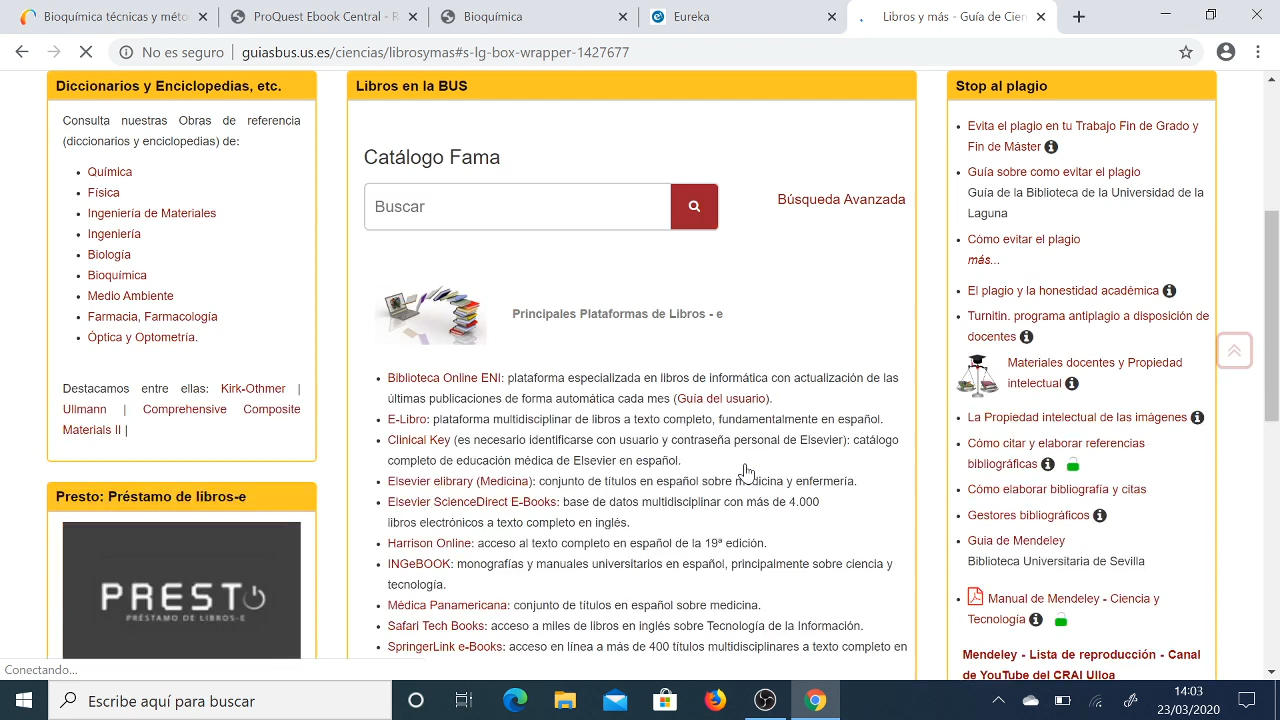 Bioquímica técnicas y méto
ProQuest Ebook Central - R
Bioquímica
Eureka
Libros y más - Guía de Cien
No es seguro
guiasbus.us.es/ciencias/librosymas#s-lg-box-wrapper-1427677
Diccionarios y Enciclopedias, etc.
Consulta nuestras Obras de referencia
(diccionarios y enciclopedias) de:
Química
Física
Ingeniería de Materiales
Ingeniería
Biología
Bioquímica
Medio Ambiente
Farmacia, Farmacología
Óptica y Optometría.
Destacamos entre ellas: Kirk-Othmer |
Ullmann | Comprehensive Composite
Materials II |
Presto: Préstamo de libros-e
PRESTO
PRÉSTAMO DE LIBROS-E
Libros en la BUS
Catálogo Fama
Buscar
Búsqueda Avanzada
Principales Plataformas de Libros - e
Biblioteca Online ENI: plataforma especializada en libros de informática con actualización de las
últimas publicaciones de forma automática cada mes (Guía del usuario).
E-Libro: plataforma multidisciplinar de libros a texto completo, fundamentalmente en español.
Clinical Key (es necesario identificarse con usuario y contraseña personal de Elsevier): catálogo
completo de educación médica de Elsevier en español.
Elsevier elibrary (Medicina): conjunto de títulos en español sobre medicina y enfermería.
Elsevier ScienceDirect E-Books: base de datos multidisciplinar con más de 4.000
libros electrónicos a texto completo en inglés.
Harrison Online: acceso al texto completo en español de la 19ª edición.
INGeBOOK: monografías y manuales universitarios en español, principalmente sobre ciencia y
tecnología.
Médica Panamericana: conjunto de títulos en español sobre medicina.
Safari Tech Books: acceso a miles de libros en inglés sobre Tecnología de la Información.
SpringerLink e-Books: acceso en línea a más de 400 títulos multidisciplinares a texto completo en
Stop al plagio
Evita el plagio en tu Trabajo Fin de Grado y
Fin de Máster
Guía sobre como evitar el plagio
Guía de la Biblioteca de la Universidad de la
Laguna
Cómo evitar el plagio
más...
El plagio y la honestidad académica
Turnitin. programa antiplagio a disposición de
docentes
Materiales docentes y Propiedad
intelectual
La Propiedad intelectual de las imágenes
Cómo citar y elaborar referencias
bibliográficas
Cómo elaborar bibliografía y citas
Gestores bibliográficos
Guia de Mendeley
Biblioteca Universitaria de Sevilla
Manual de Mendeley - Ciencia y
Tecnología
Mendeley - Lista de reproducción - Canal
de YouTube del CRAI Ulloa
Conectando...
Escribe aquí para buscar
14:03
23/03/2020